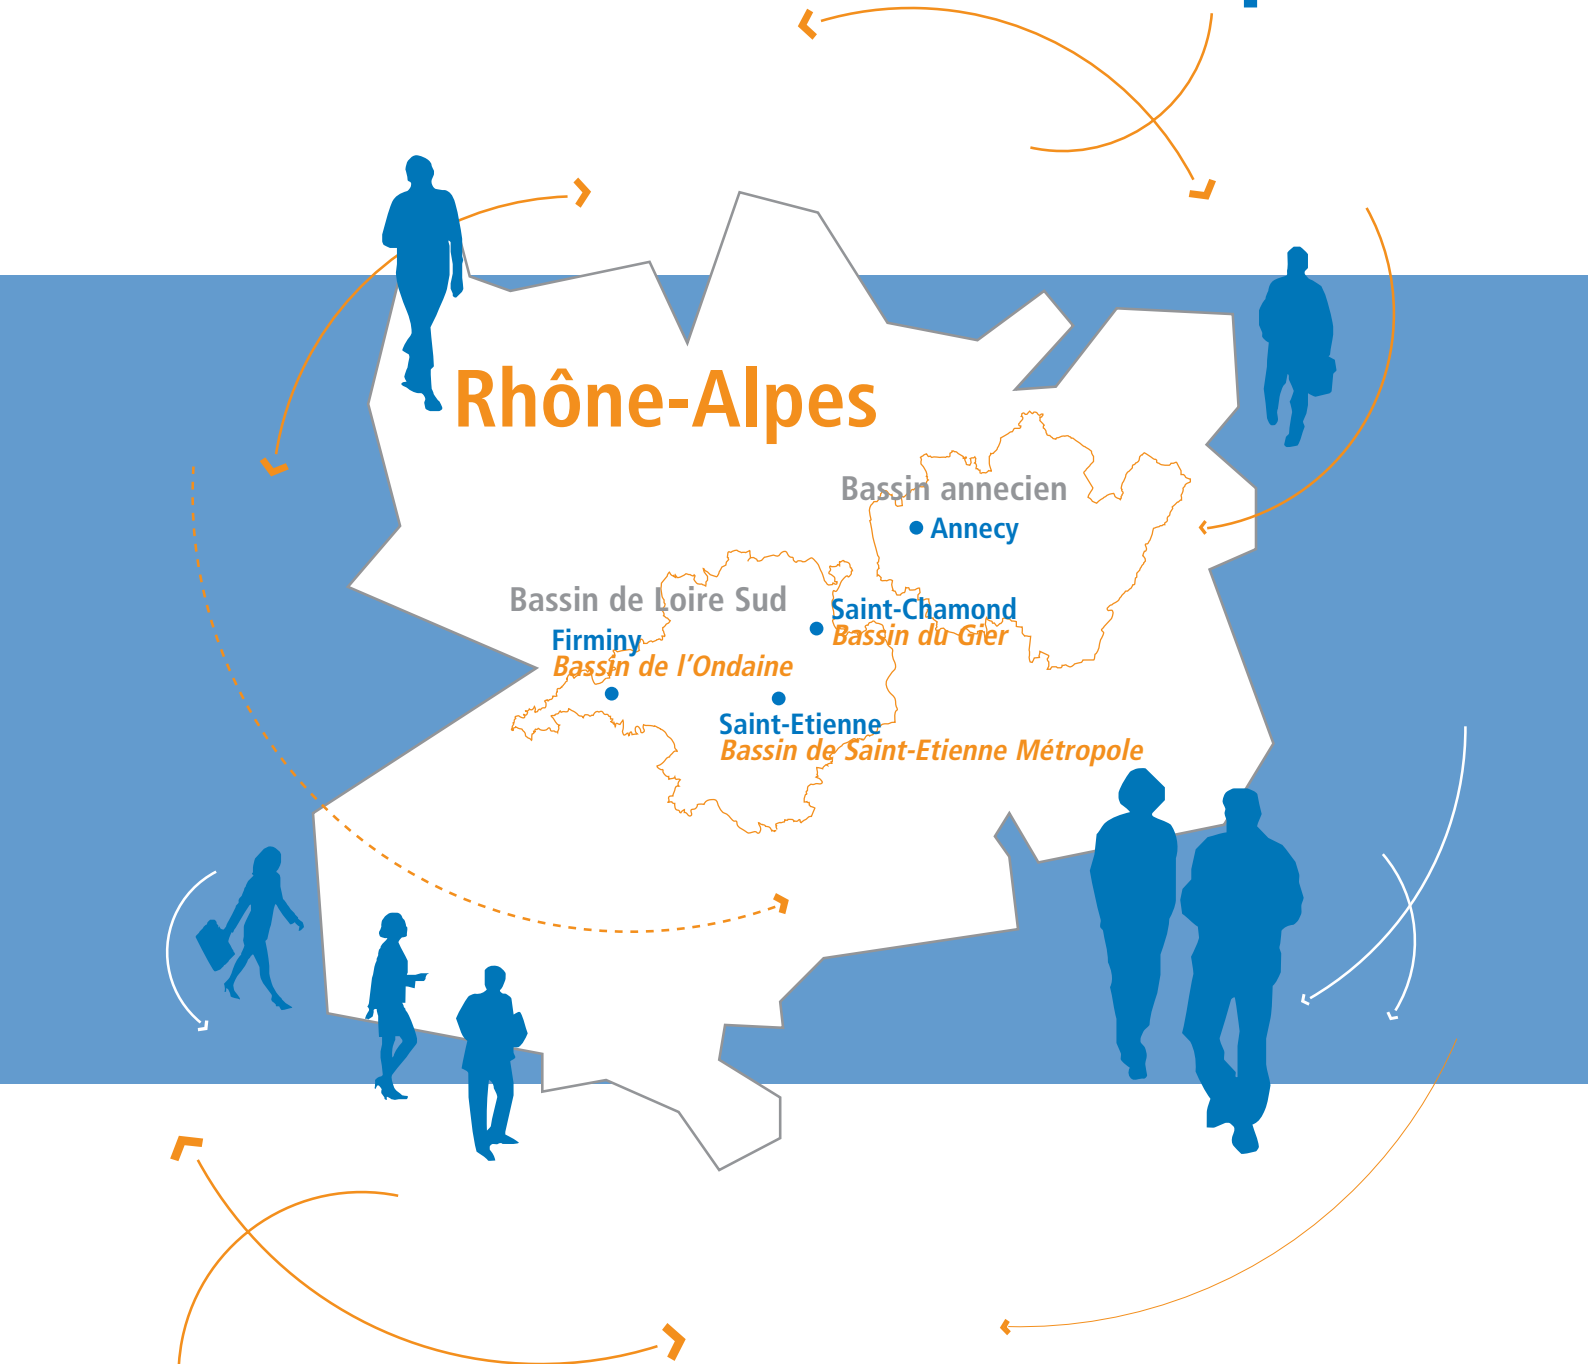 Rhône-Alpes
Bassin annecien
Annecy
Bassin de Loire Sud
Saint-Chamond
Bassin du Gier
Firminy
Bassin de l’Ondaine
Saint-Etienne
Bassin de Saint-Etienne Métropole